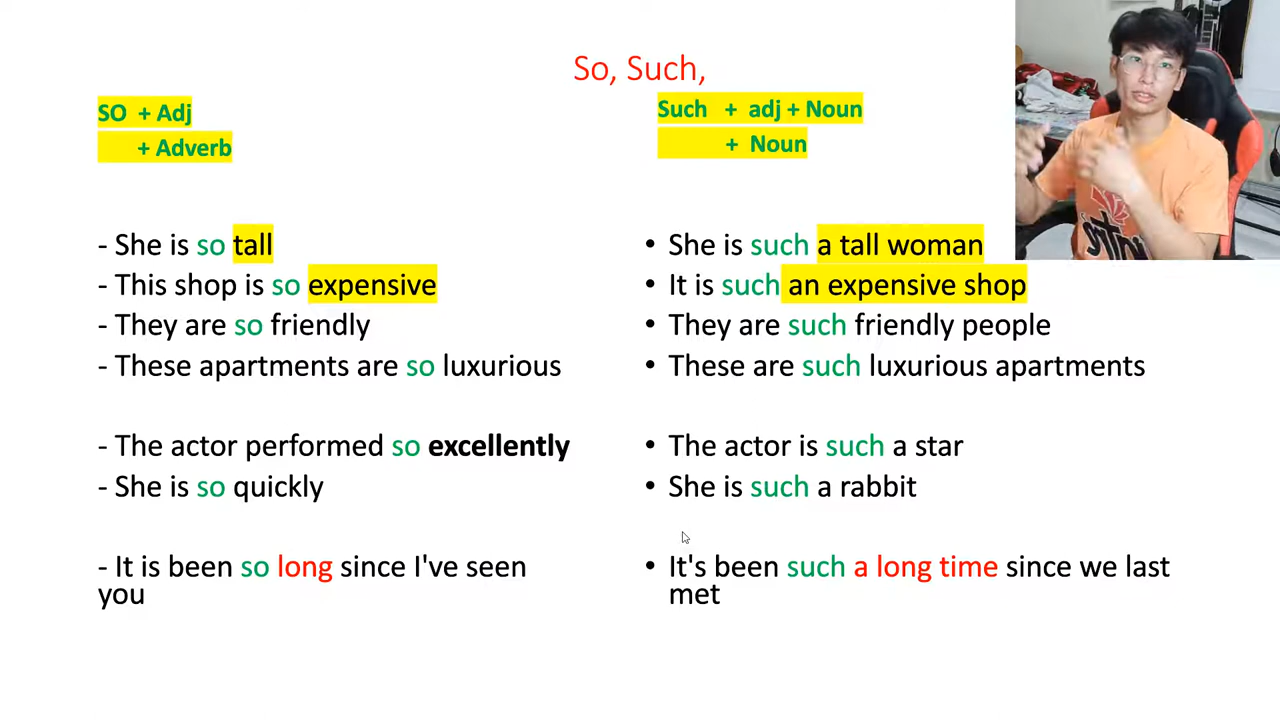 So, Such,
SO + Adj
+ Adverb
- She is so tall
- This shop is so expensive
- They are so friendly
- These apartments are so luxurious
- The actor performed so excellently
- She is so quickly
- It is been so long since I've seen
you
Such + adj + Noun
+ Noun
• She is such a tall woman
• It is such an expensive shop
• They are such friendly people
• These are such luxurious apartments
• The actor is such a star
• She is such a rabbit
• It's been such a long time since we last
met